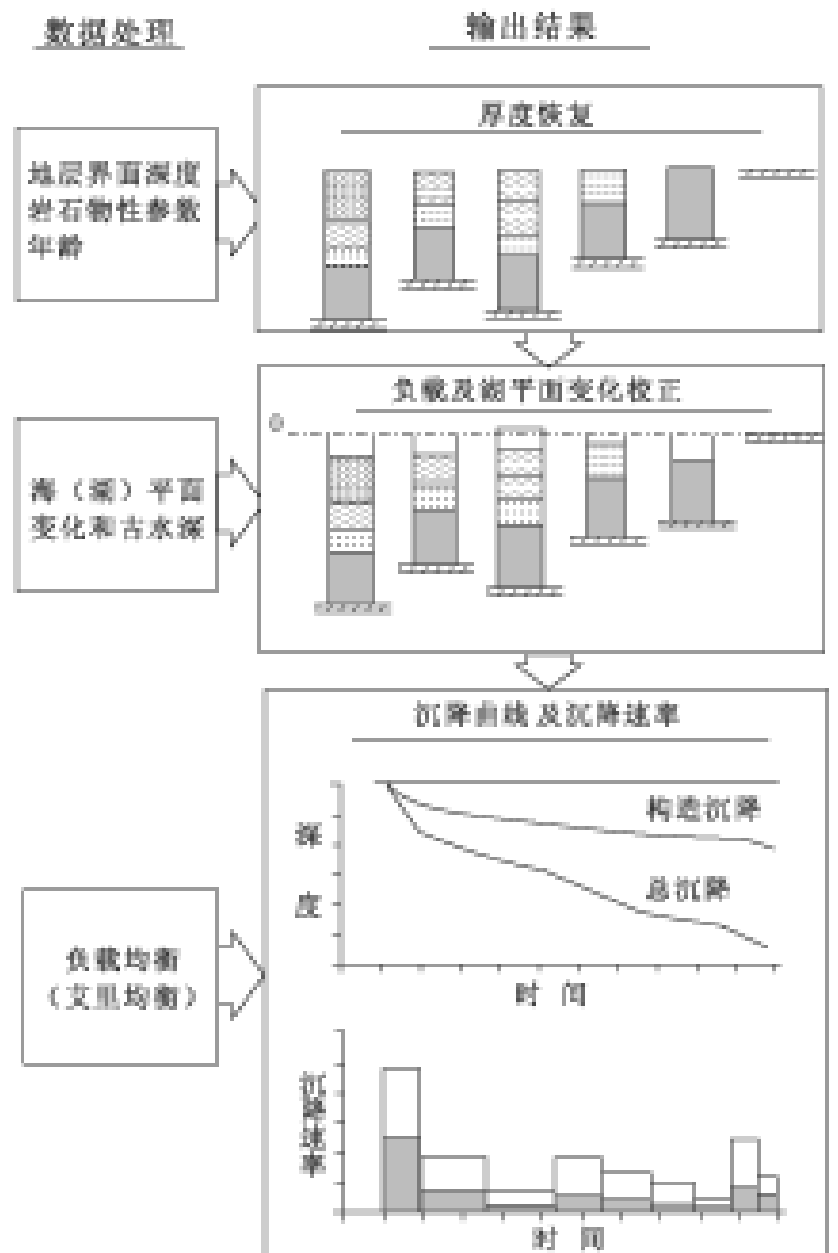 数据处理
输出结果
厚度恢复
地层界面深度
岩石物性参数
年龄
负载及湖平面变化校正
0
海（湖）平面
变化和古水深
沉降曲线及沉降速率
构造沉降
总沉降
深
度
时 间
负载均衡
（艾里均衡）
沉降速率
时 间